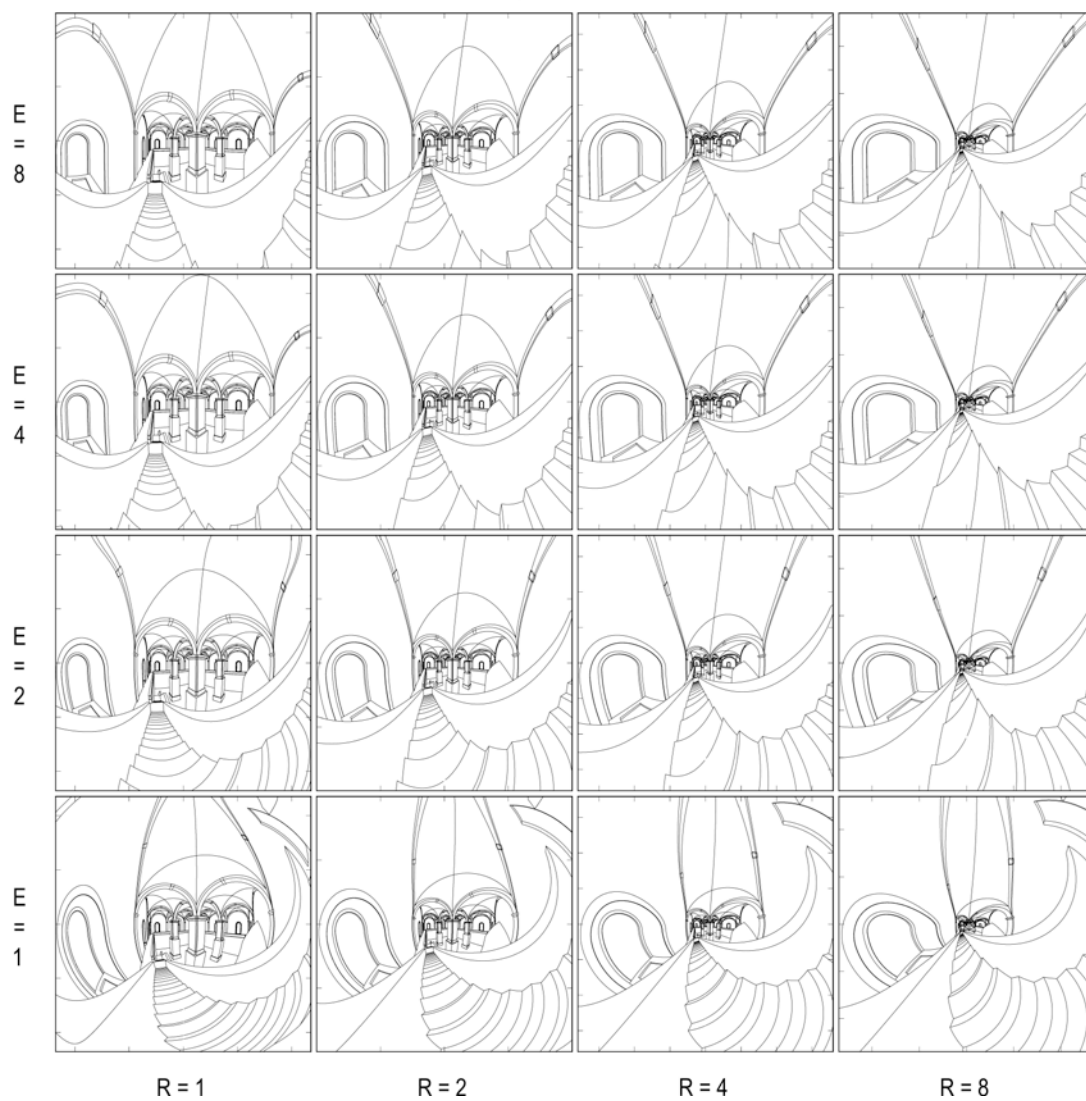 E
=
8
E
=
4
E
=
2
E
=
1
R = 1 R = 2 R = 4 R = 8